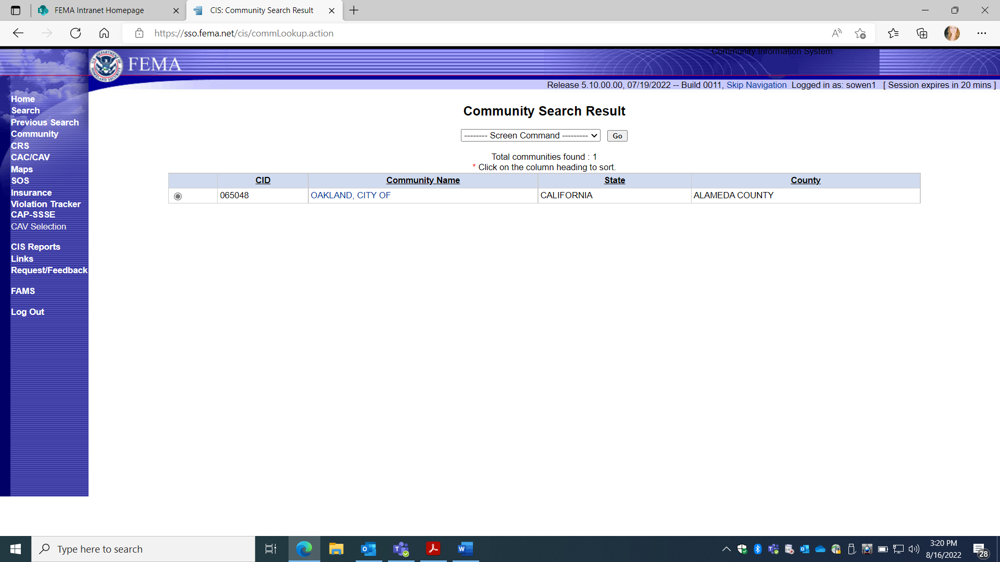 FEMA Intranet Homepage
CIS: Community Search Result
https://sso.fema.net/cis/commLookup.action
Community Information System
FEMA
Release 5.10.00.00, 07/19/2022 -- Build 0011, Skip Navigation Logged in as: sowen1 [ Session expires in 20 mins ]
Home
Search
Previous Search
Community
CRS
CAC/CAV
Maps
SOS
Insurance
Violation Tracker
CAP-SSSE
CAV Selection
CIS Reports
Links
Request/Feedback
FAMS
Log Out
Community Search Result
-------- Screen Command ---------
Go
Total communities found : 1
* Click on the column heading to sort.
CID Community Name State County
065048 OAKLAND, CITY OF CALIFORNIA ALAMEDA COUNTY
Type here to search
3:20 PM
8/16/2022
28